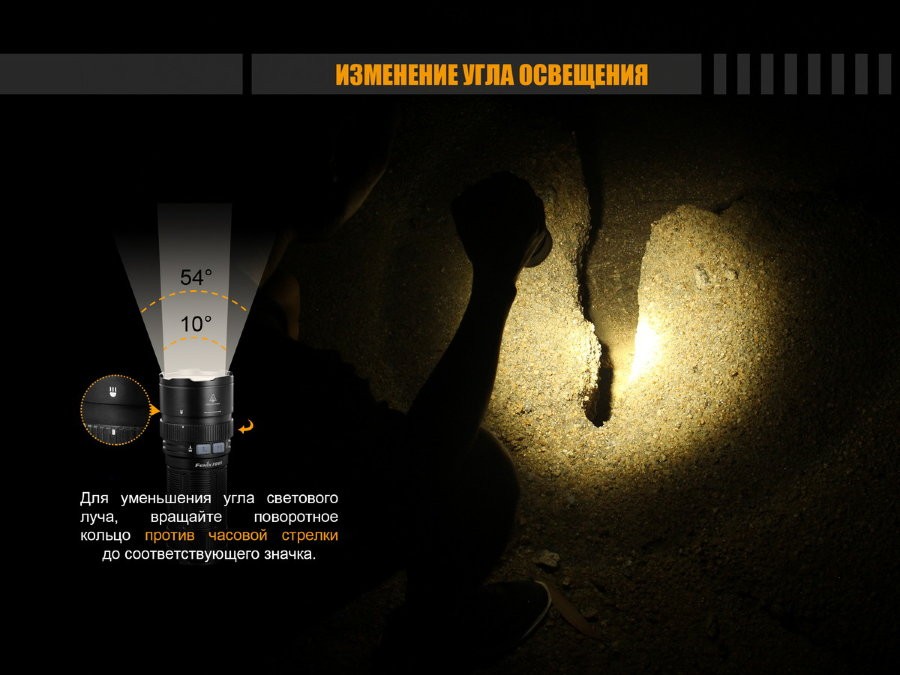 ИЗМЕНЕНИЕ УГЛА ОСВЕЩЕНИЯ
54°
10°
Для уменьшения угла светового
луча, вращайте поворотное
кольцо против часовой стрелки
до соответствующего значка.